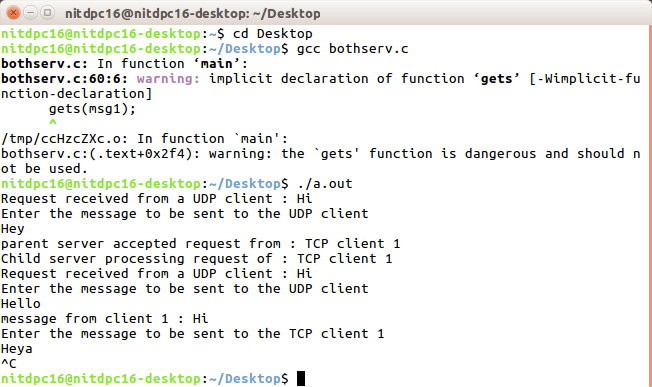 nitdpc16@nitdpc16-desktop: ~/Desktop
nitdpc16@nitdpc16-desktop:~$ cd Desktop
nitdpc16@nitdpc16-desktop:~/Desktop$ gcc bothserv.c
bothserv.c: In function ‘main’:
bothserv.c:60:6: warning: implicit declaration of function ‘gets’ [-Wimplicit-fu
nction-declaration]
      gets(msg1);
      ^
/tmp/ccHzcZXc.o: In function `main':
bothserv.c:(.text+0x2f4): warning: the `gets' function is dangerous and should n
ot be used.
nitdpc16@nitdpc16-desktop:~/Desktop$ ./a.out
Request received from a UDP client : Hi
Enter the message to be sent to the UDP client
Hey
parent server accepted request from : TCP client 1
Child server processing request of : TCP client 1
Request received from a UDP client : Hi
Enter the message to be sent to the UDP client
Hello
message from client 1 : Hi
Enter the message to be sent to the TCP client 1
Heya
^C
nitdpc16@nitdpc16-desktop:~/Desktop$